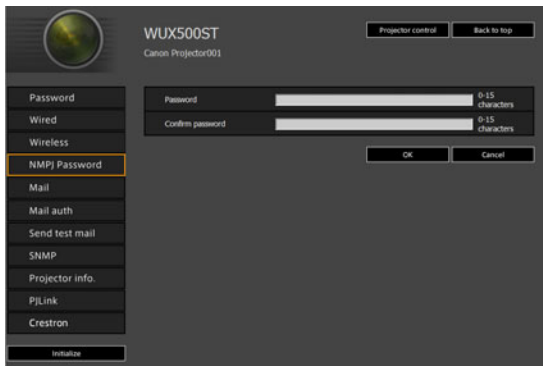 WUX500ST
Canon Projector001
Projector control
Back to top
Password
Wired
Wireless
NMPJ Password
Mail
Mail auth
Send test mail
SNMP
Projector info.
PJLink
Crestron
Initialize
Password
0-15
characters
Confirm password
0-15
characters
OK
Cancel